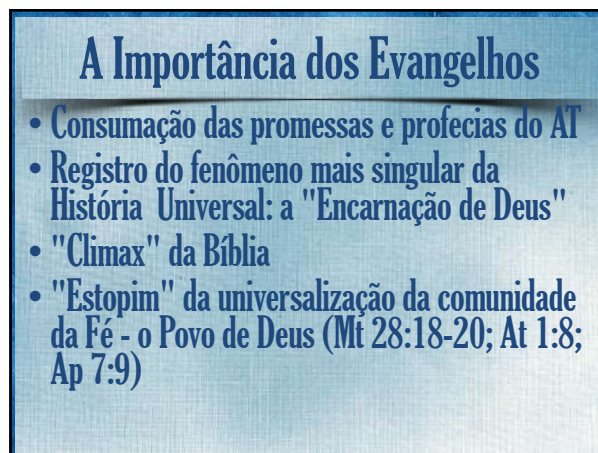 A Importância dos Evangelhos
• Consumação das promessas e profecias do AT
• Registro do fenômeno mais singular da
História Universal: a "Encarnação de Deus"
• "Climax" da Bíblia
• "Estopim" da universalização da comunidade
da Fé - o Povo de Deus (Mt 28:18-20; At 1:8;
Ap 7:9)